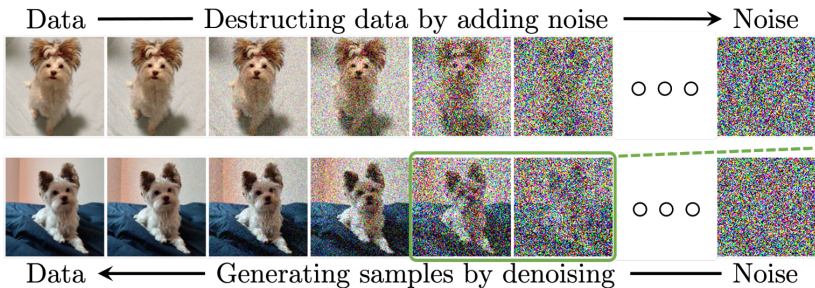 Data Destructing data by adding noise Noise
Data Generating samples by denoising Noise